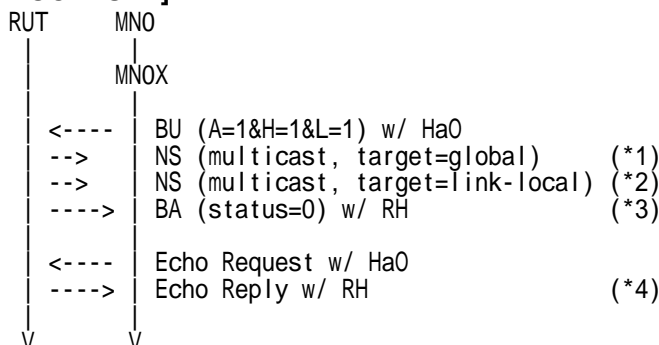 RUT MNO
| |
| MNOX
| |
| <---- | BU (A=1&H=1&L=1) w/ HaO
| --> | NS (multicast, target=global) (*1)
| --> | NS (multicast, target=link-local) (*2)
| ----> | BA (status=0) w/ RH (*3)
| |
| <---- | Echo Request w/ HaO
| ----> | Echo Reply w/ RH (*4)
| |
V V